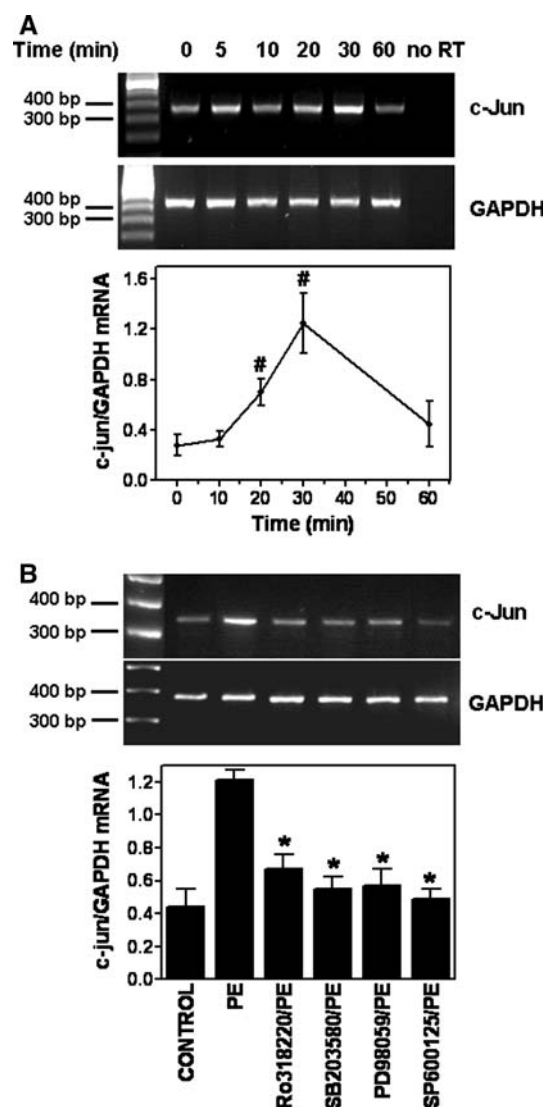 A
Time (min) 0 5 10 20 30 60 no RT
400 bp
300 bp
c-Jun
400 bp
300 bp
GAPDH
c-jun/GAPDH mRNA
1.6
1.2
0.8
0.4
0.0
#
#
0 10 20 30 40 50 60
Time (min)
B
400 bp
300 bp
c-Jun
400 bp
300 bp
GAPDH
c-jun/GAPDH mRNA
1.2
1.0
0.8
0.6
0.4
0.2
0.0
* * * *
CONTROL
PE
Ro318220/PE
SB203580/PE
PD98059/PE
SP600125/PE